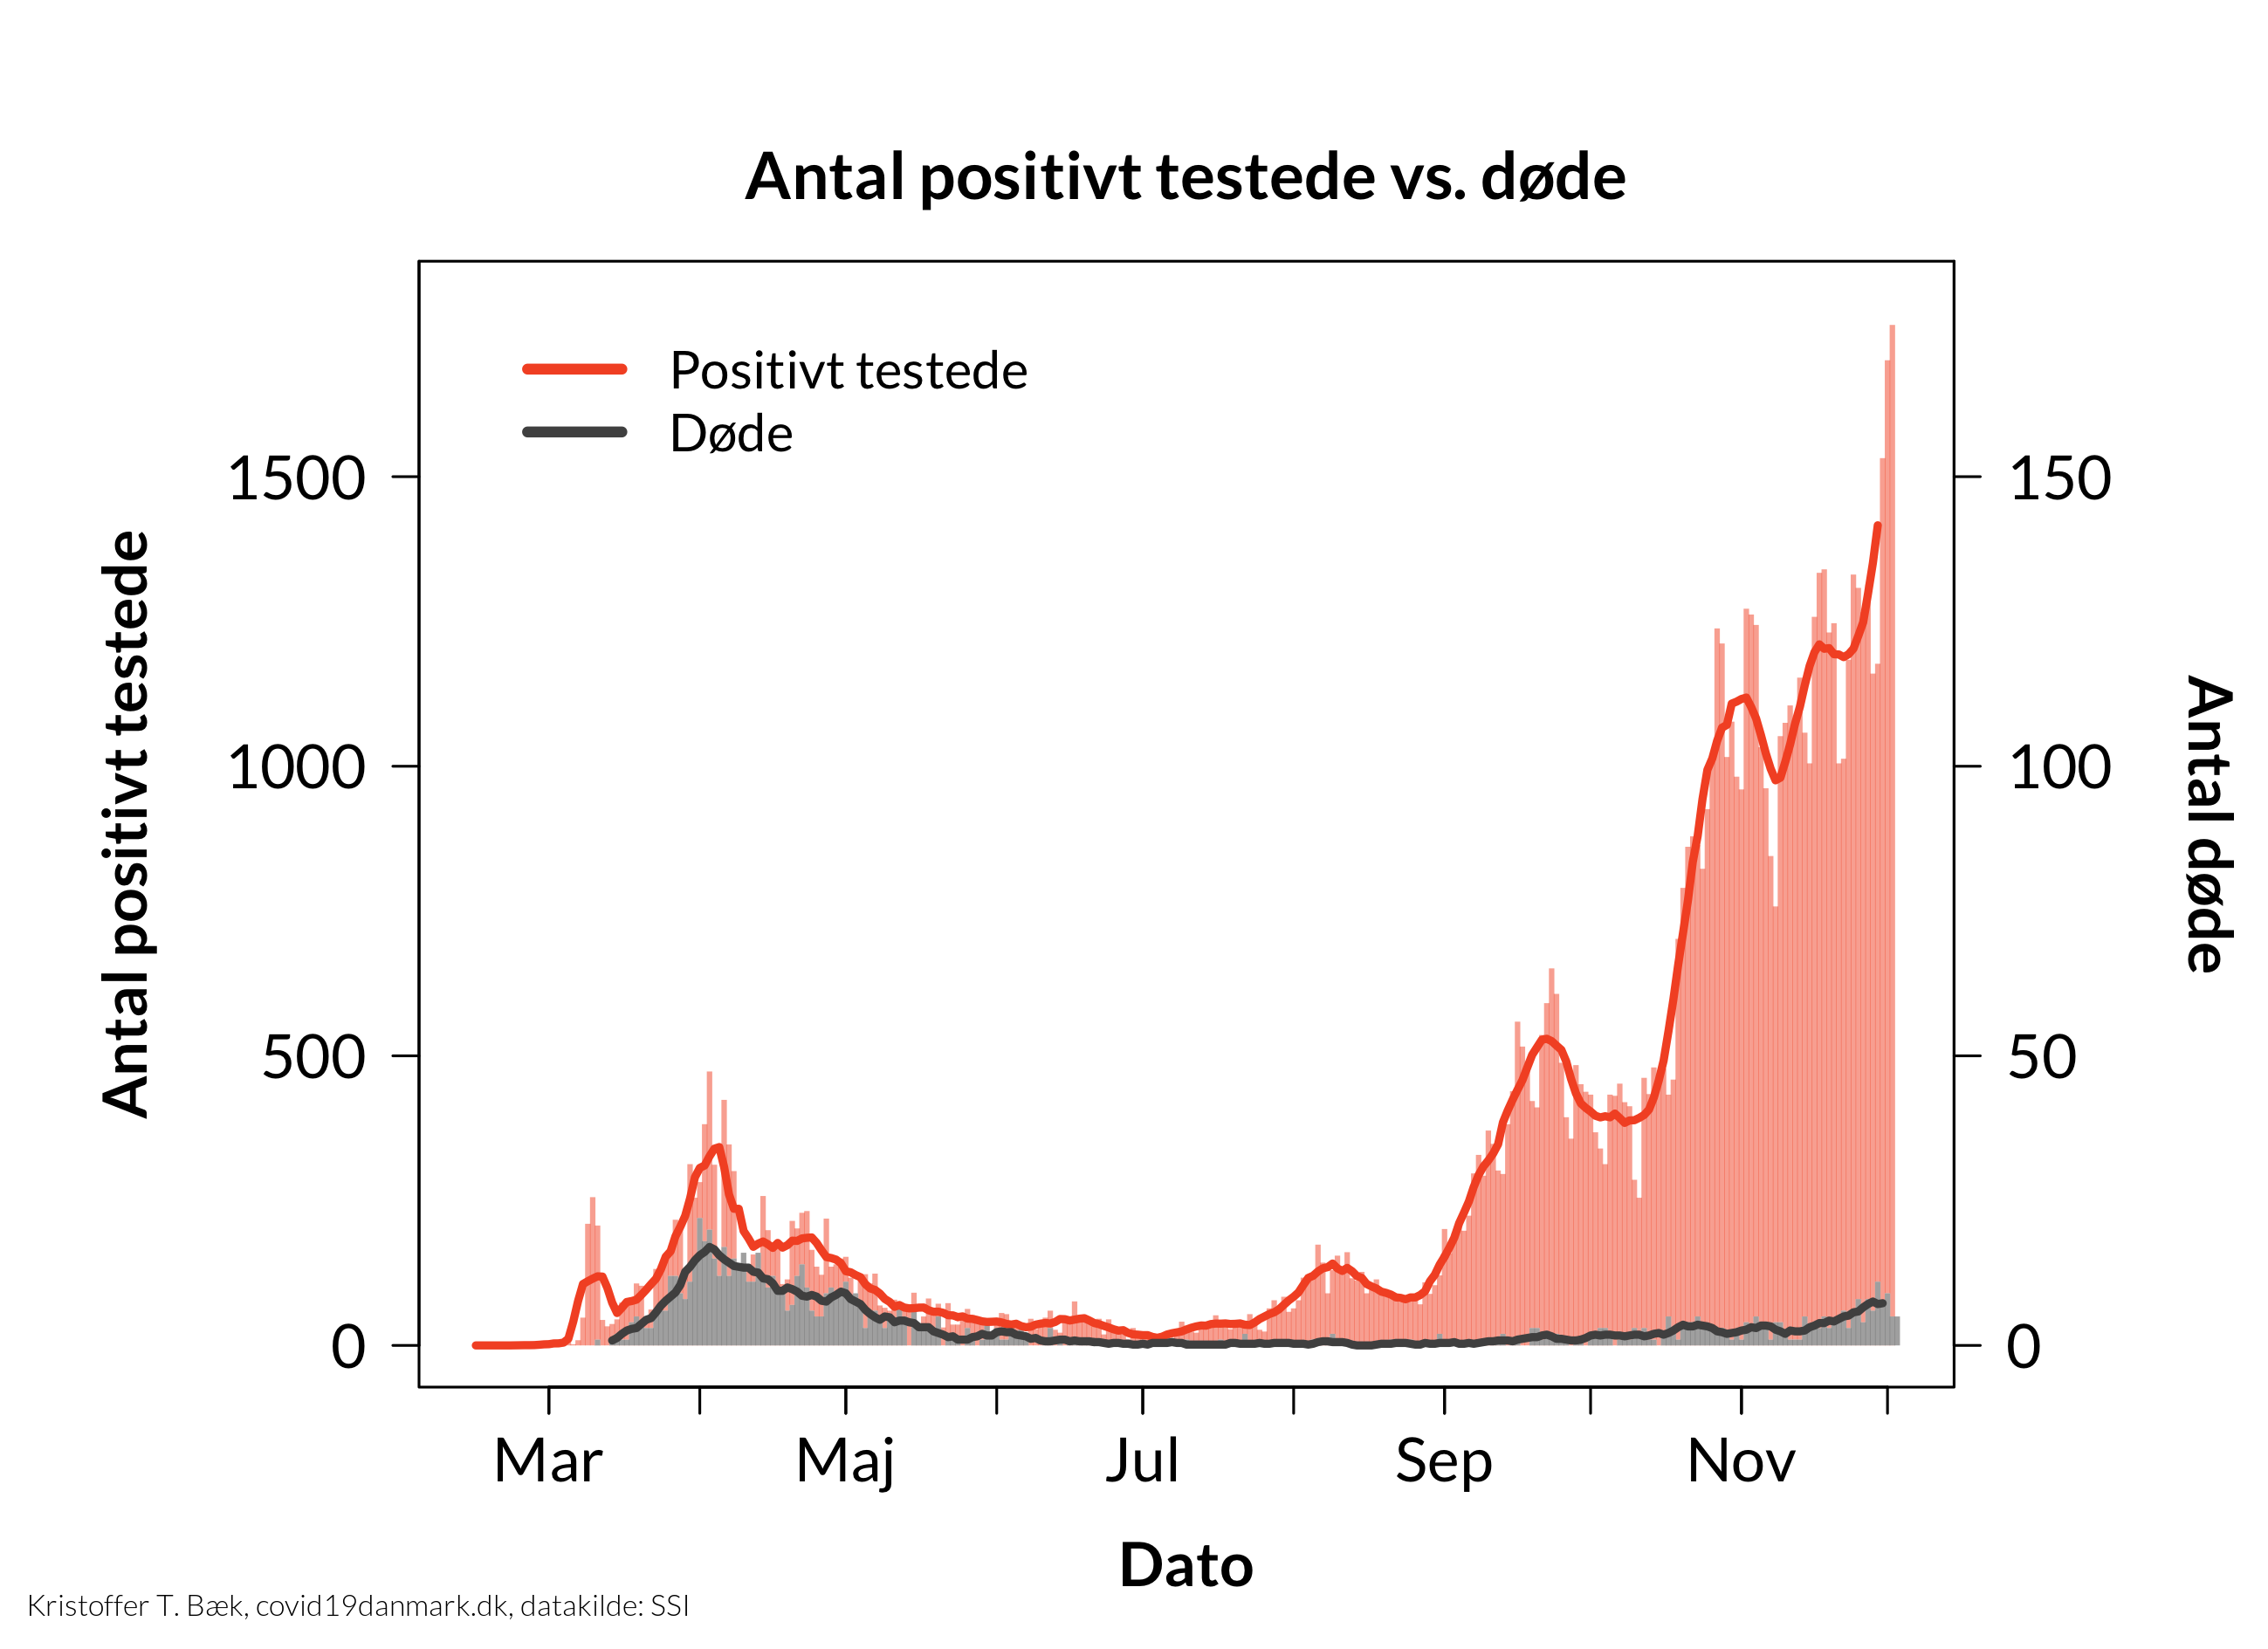 Antal positivt testede vs. døde
Positivt testede
Døde
Antal positivt testede
1500
1000
500
0
150
100
50
0
Antal døde
Mar
Maj
Jul
Sep
Nov
Dato
Kristoffer T. Bæk, covid19danmark.dk, datakilde: SSI